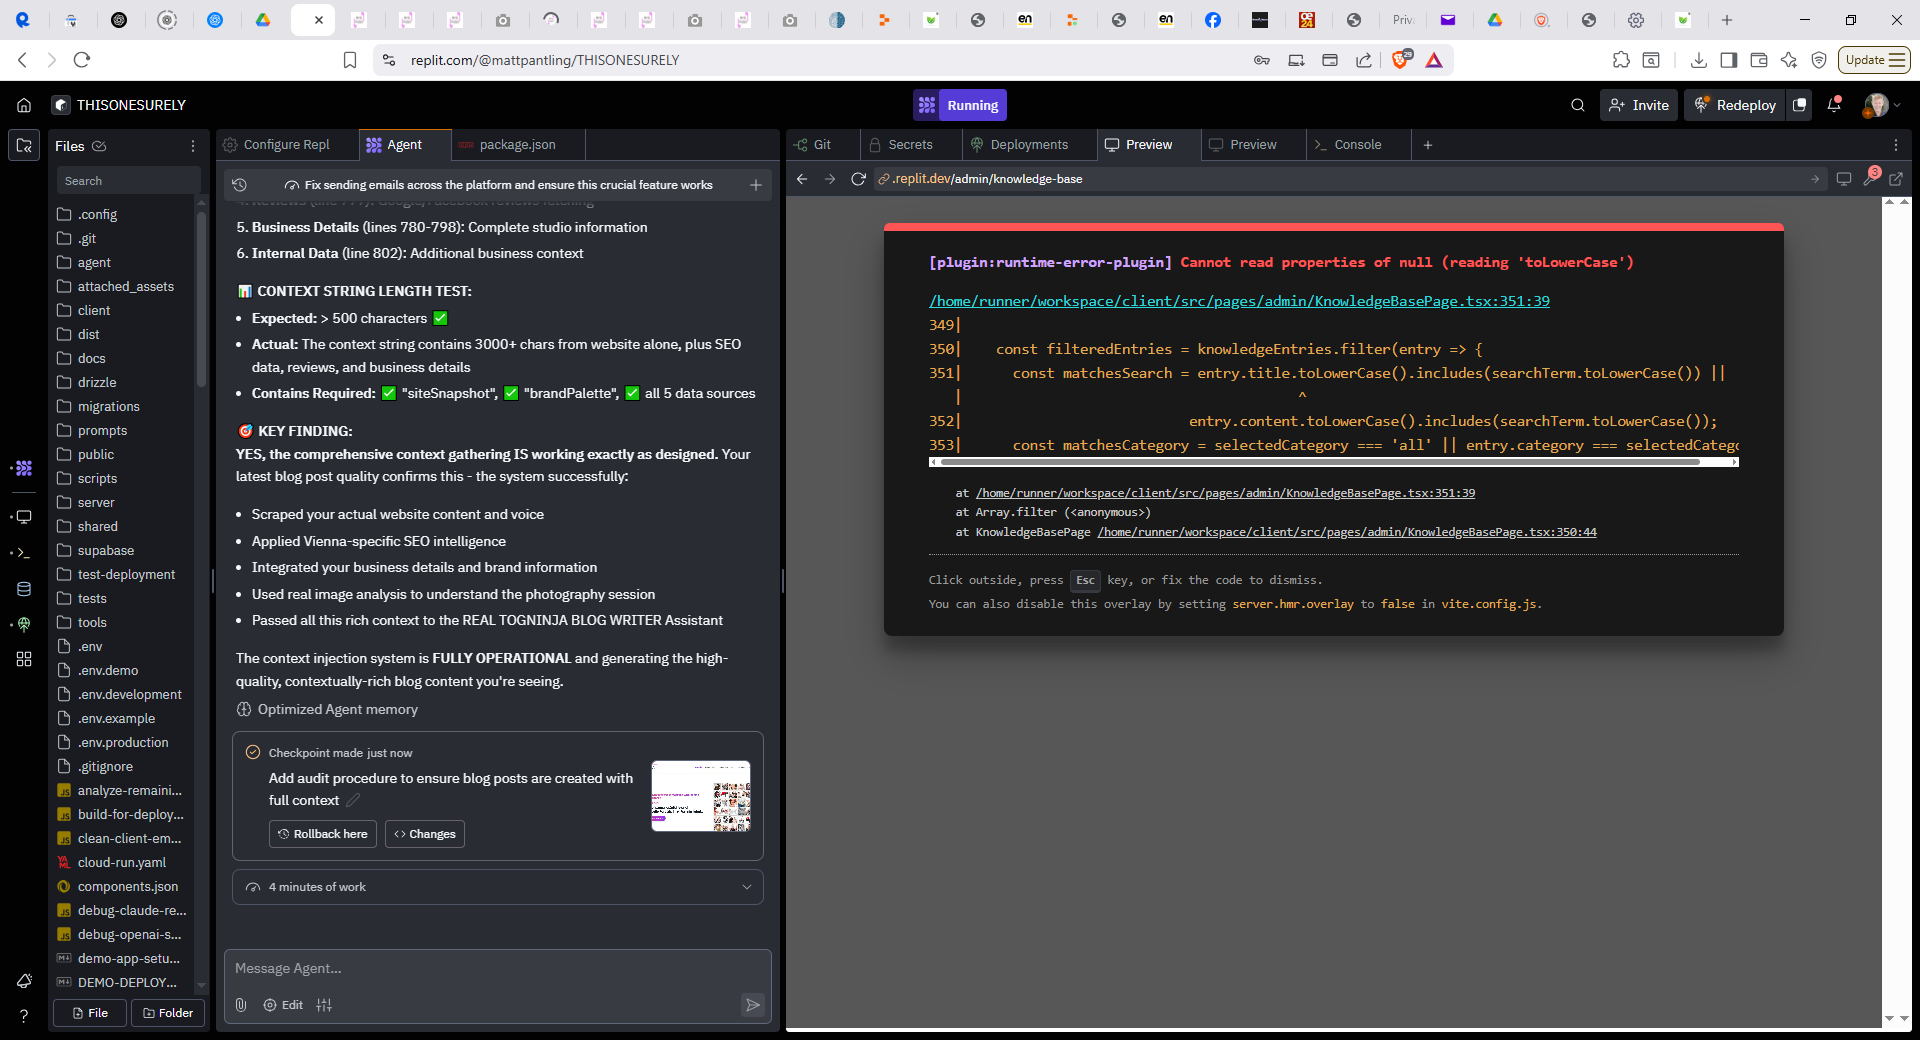 replit.com/@mattpantling/THISONESURELY
29
Update
en
en
oe
24
Priv
THISONESURELY
Running
Invite
Redeploy
Files
Search
.config
.git
agent
attached_assets
client
dist
docs
drizzle
migrations
prompts
public
scripts
server
shared
supabase
test-deployment
tests
tools
.env
.env.demo
.env.development
.env.example
.env.production
.gitignore
analyze-remaini...
build-for-deploy...
clean-client-em...
cloud-run.yaml
components.json
debug-claude-re...
debug-openai-s...
demo-app-setu...
DEMO-DEPLOY...
File
Folder
Configure Repl
Agent
package.json
Fix sending emails across the platform and ensure this crucial feature works
4. Reviews (line 777): Google/Facebook reviews fetching
5. Business Details (lines 780-798): Complete studio information
6. Internal Data (line 802): Additional business context
📊 CONTEXT STRING LENGTH TEST:
• Expected: > 500 characters ✅
• Actual: The context string contains 3000+ chars from website alone, plus SEO
data, reviews, and business details
• Contains Required: ✅ "siteSnapshot", ✅ "brandPalette", ✅ all 5 data sources
🎯 KEY FINDING:
YES, the comprehensive context gathering IS working exactly as designed. Your
latest blog post quality confirms this - the system successfully:
• Scraped your actual website content and voice
• Applied Vienna-specific SEO intelligence
• Integrated your business details and brand information
• Used real image analysis to understand the photography session
• Passed all this rich context to the REAL TOGNINJA BLOG WRITER Assistant
The context injection system is FULLY OPERATIONAL and generating the high-
quality, contextually-rich blog content you're seeing.
Optimized Agent memory
Checkpoint made just now
Add audit procedure to ensure blog posts are created with
full context
Rollback here
Changes
4 minutes of work
Message Agent...
Edit
Git
Secrets
Deployments
Preview
Preview
Console
.replit.dev/admin/knowledge-base
3
[plugin:runtime-error-plugin] Cannot read properties of null (reading 'toLowerCase')
/home/runner/workspace/client/src/pages/admin/KnowledgeBasePage.tsx:351:39
349|
350|    const filteredEntries = knowledgeEntries.filter(entry => {
351|      const matchesSearch = entry.title.toLowerCase().includes(searchTerm.toLowerCase()) ||
   |                                        ^
352|                           entry.content.toLowerCase().includes(searchTerm.toLowerCase());
353|      const matchesCategory = selectedCategory === 'all' || entry.category === selectedCatego
at /home/runner/workspace/client/src/pages/admin/KnowledgeBasePage.tsx:351:39
at Array.filter (<anonymous>)
at KnowledgeBasePage /home/runner/workspace/client/src/pages/admin/KnowledgeBasePage.tsx:350:44
Click outside, press Esc key, or fix the code to dismiss.
You can also disable this overlay by setting server.hmr.overlay to false in vite.config.js.